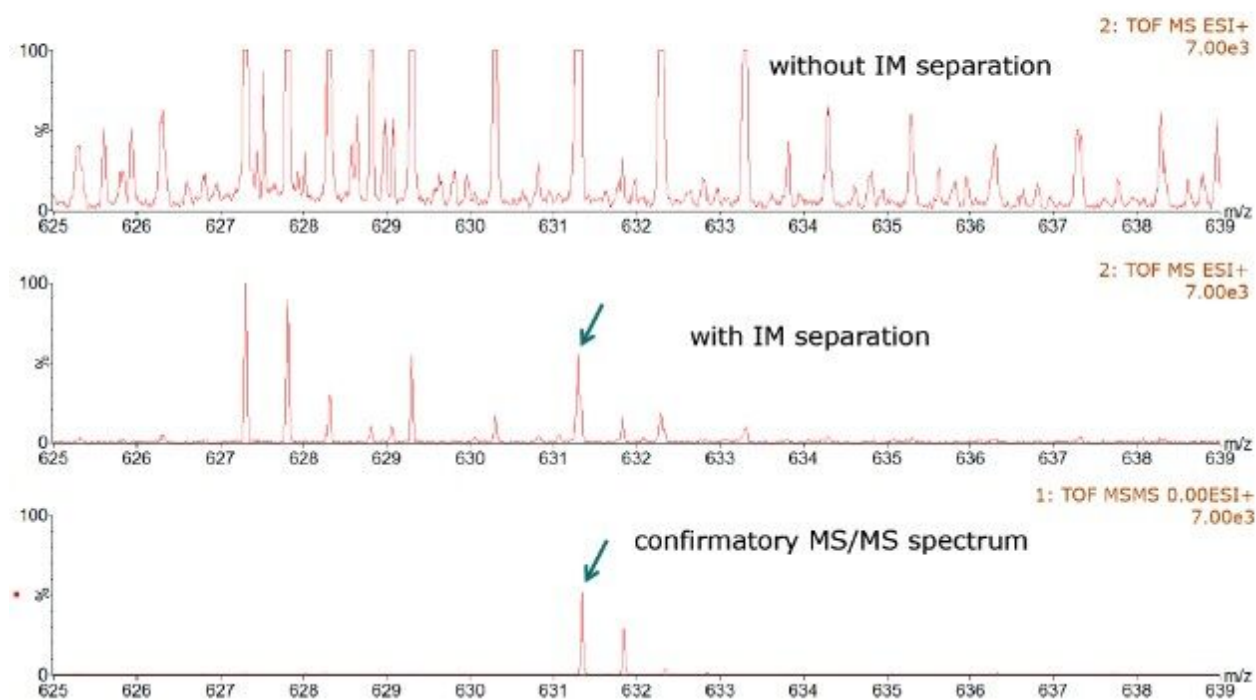 2: TOF MS ESI+
7.00e3
100
without IM separation
%
0
625 626 627 628 629 630 631 632 633 634 635 636 637 638 639 m/z
2: TOF MS ESI+
7.00e3
100
with IM separation
%
0
625 626 627 628 629 630 631 632 633 634 635 636 637 638 639 m/z
1: TOF MSMS 0.00ESI+
7.00e3
100
confirmatory MS/MS spectrum
%
0
625 626 627 628 629 630 631 632 633 634 635 636 637 638 639 m/z